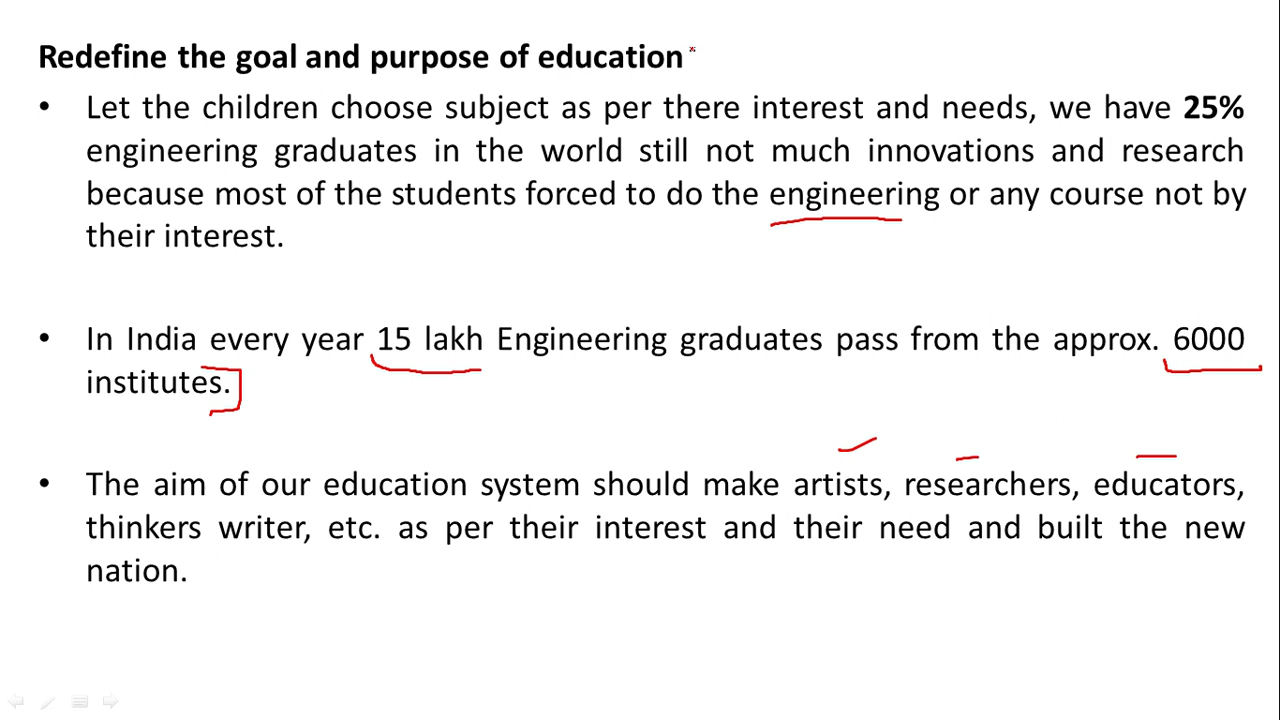 Redefine the goal and purpose of education
• Let the children choose subject as per there interest and needs, we have 25%
engineering graduates in the world still not much innovations and research
because most of the students forced to do the engineering or any course not by
their interest.
• In India every year 15 lakh Engineering graduates pass from the approx. 6000
institutes.
• The aim of our education system should make artists, researchers, educators,
thinkers writer, etc. as per their interest and their need and built the new
nation.